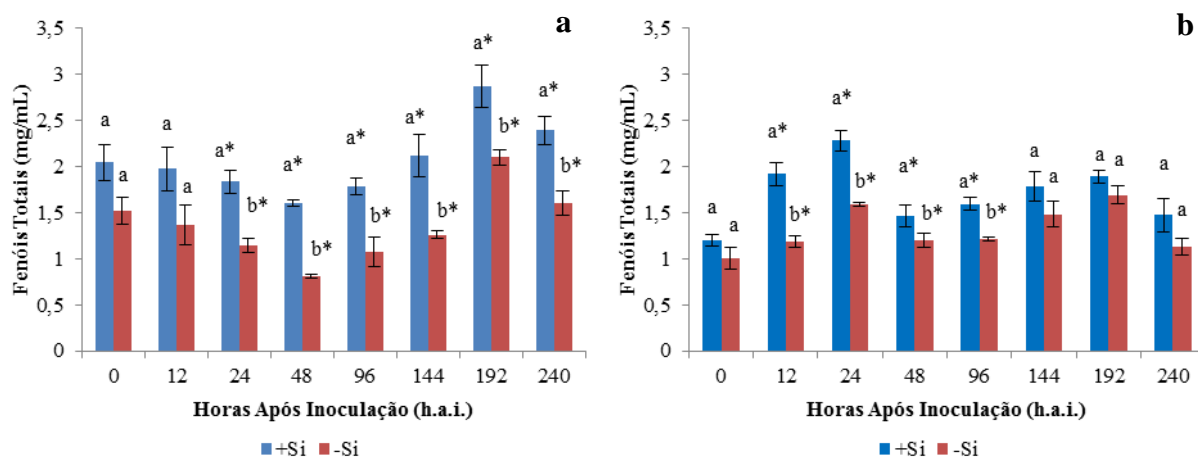 a
Fenóis Totais (mg/mL)
3,5
3
2,5
2
1,5
1
0,5
0
a a a* a* a* a* a* a*
a a b* b* b* b* b* b*
0 12 24 48 96 144 192 240
Horas Após Inoculação (h.a.i.)
+Si -Si
b
Fenóis Totais (mg/mL)
3,5
3
2,5
2
1,5
1
0,5
0
a a* a* a* a* a a a
a b* b* b* b* a a a
0 12 24 48 96 144 192 240
Horas Após Inoculação (h.a.i.)
+Si -Si